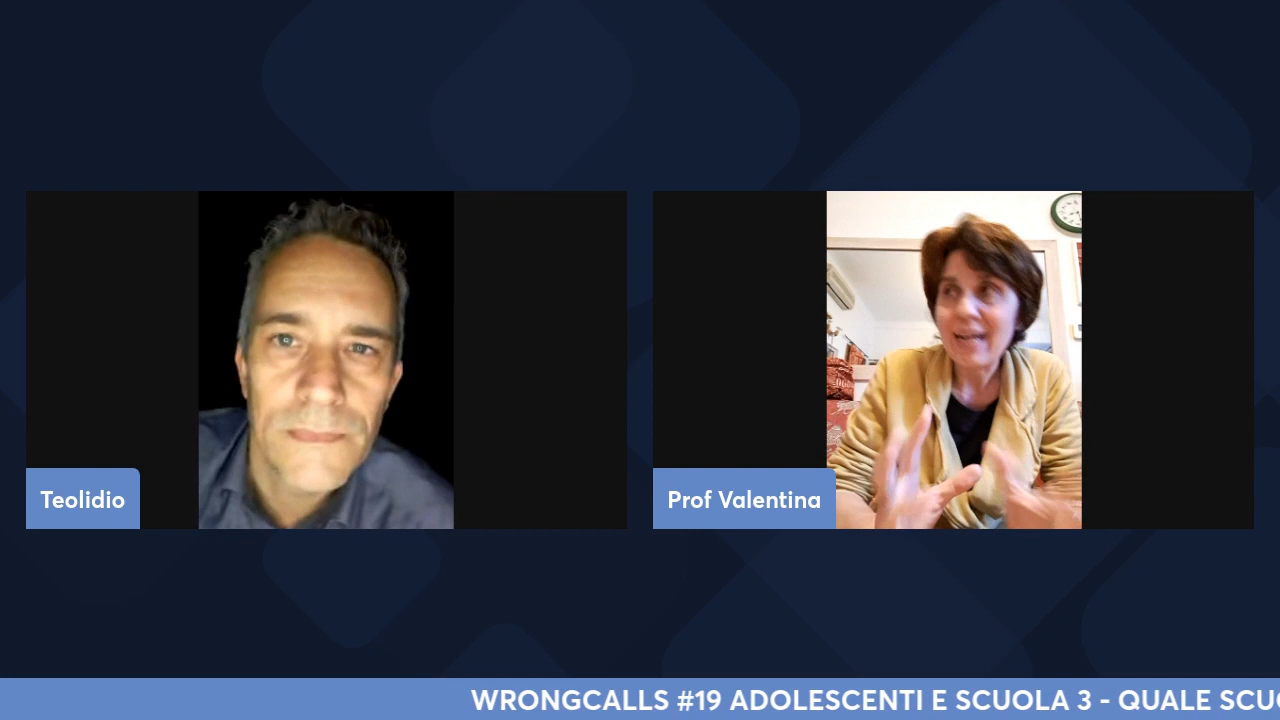 Teolidio
Prof Valentina
WRONGCALLS #19 ADOLESCENTI E SCUOLA 3 - QUALE